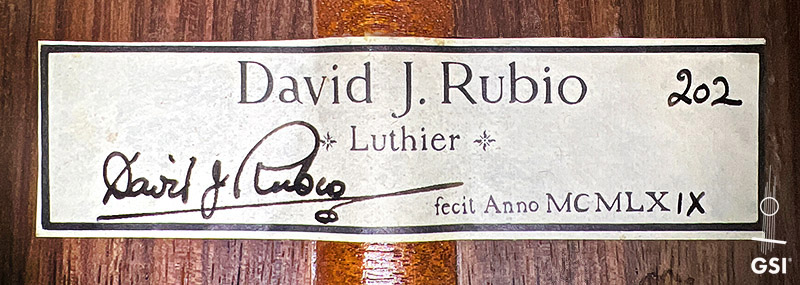 David J. Rubio
202
Luthier
David J Rubio
fecit Anno MCMLXIX
GSI